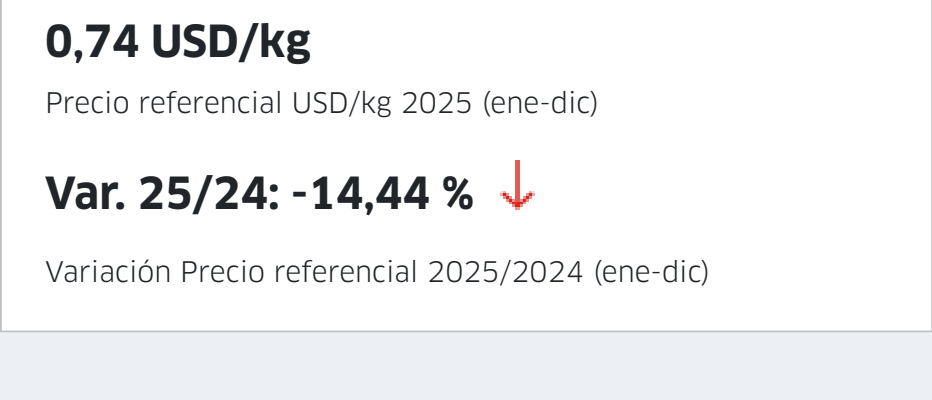 0,74 USD/kg
Precio referencial USD/kg 2025 (ene-dic)
Var. 25/24: -14,44 %
Variación Precio referencial 2025/2024 (ene-dic)